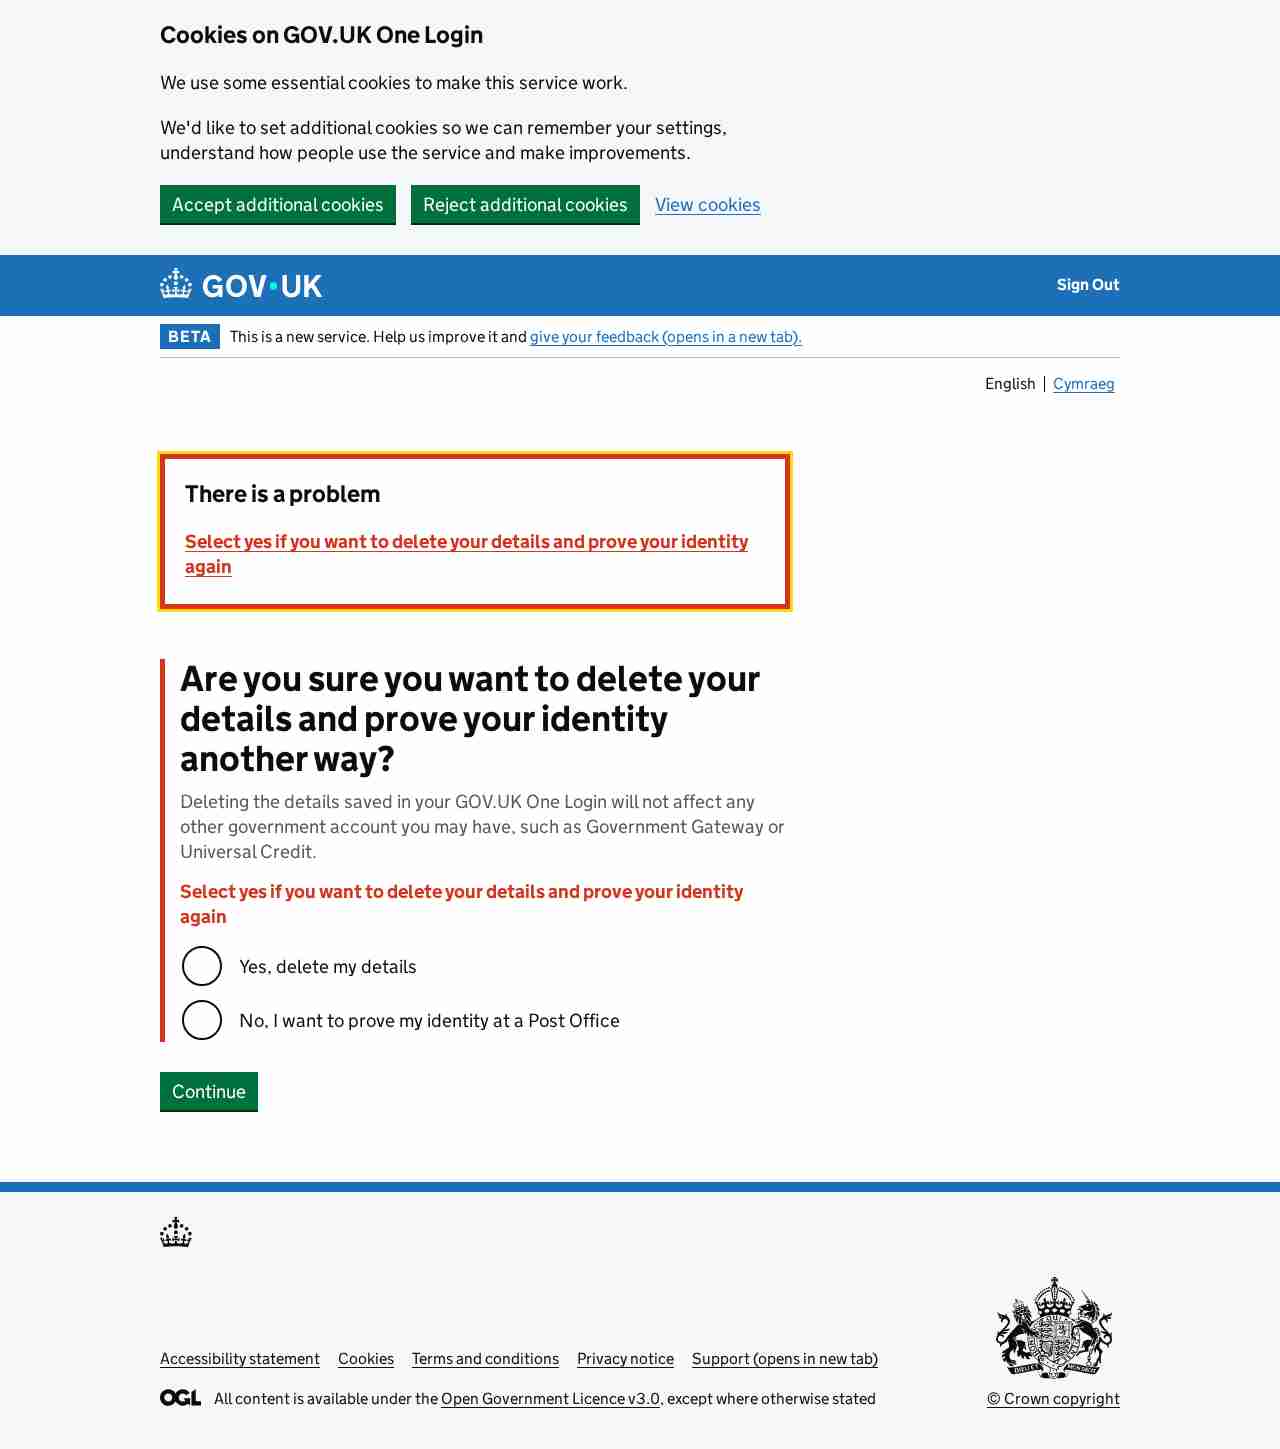 Cookies on GOV.UK One Login
We use some essential cookies to make this service work.
We'd like to set additional cookies so we can remember your settings,
understand how people use the service and make improvements.
Accept additional cookies Reject additional cookies View cookies
GOV·UK Sign Out
BETA This is a new service. Help us improve it and give your feedback (opens in a new tab).
English Cymraeg
There is a problem
Select yes if you want to delete your details and prove your identity
again
Are you sure you want to delete your
details and prove your identity
another way?
Deleting the details saved in your GOV.UK One Login will not affect any
other government account you may have, such as Government Gateway or
Universal Credit.
Select yes if you want to delete your details and prove your identity
again
Yes, delete my details
No, I want to prove my identity at a Post Office
Continue
Accessibility statement Cookies Terms and conditions Privacy notice Support (opens in new tab)
OGL All content is available under the Open Government Licence v3.0, except where otherwise stated
© Crown copyright